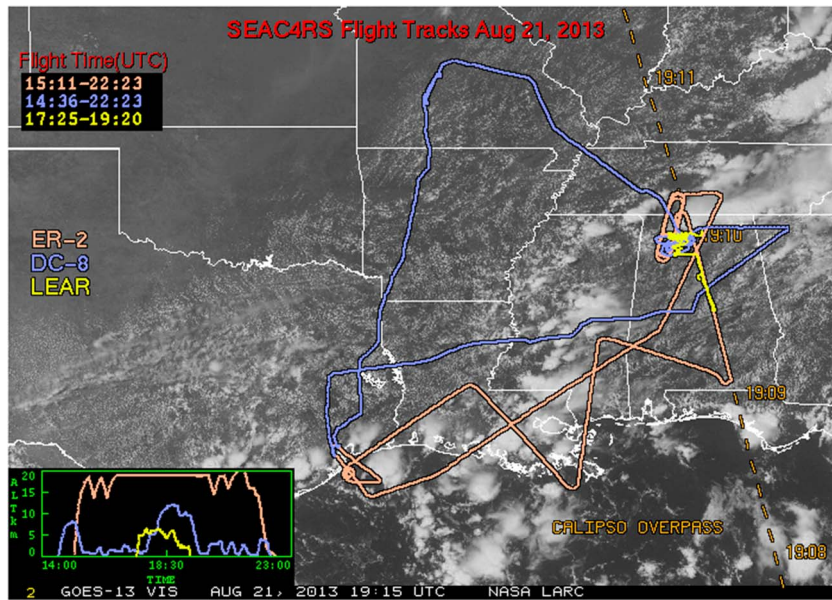 SEAC4RS Flight Tracks Aug 21, 2013
Flight Time(UTC)
15:11-22:23
14:36-22:23
17:25-19:20
19:11
ER-2
DC-8
LEAR
19:10
19:09
CALIPSO OVERPASS
19:08
ALTkm
20
15
10
5
0
14:00 18:30 23:00
TIME
2 GOES-13 VIS AUG 21, 2013 19:15 UTC NASA LARC